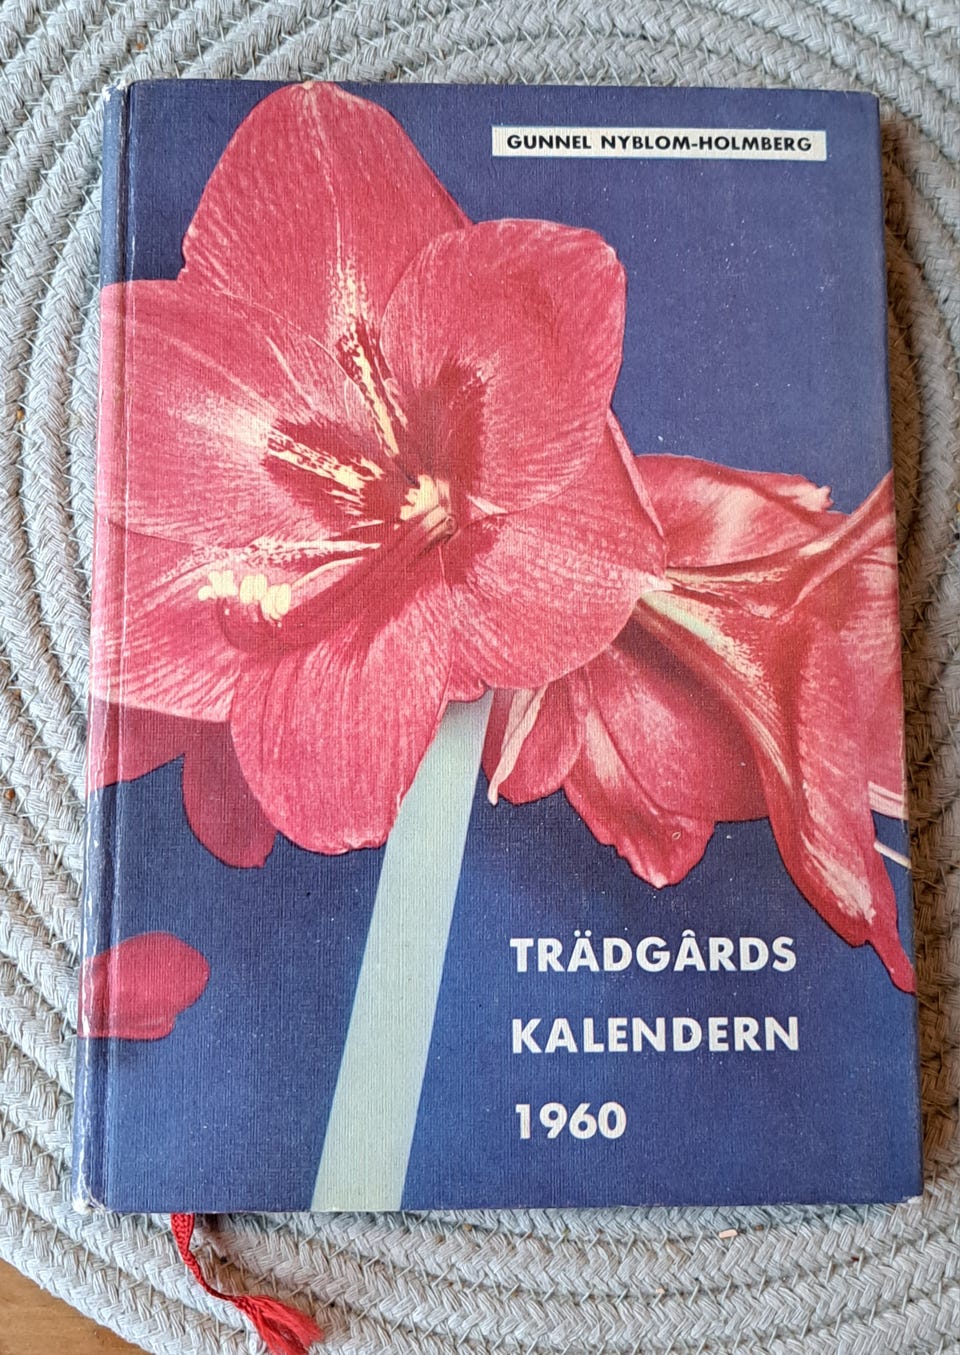 GUNNEL NYBLOM-HOLMBERG
TRÄDGÅRDS
KALENDERN
1960